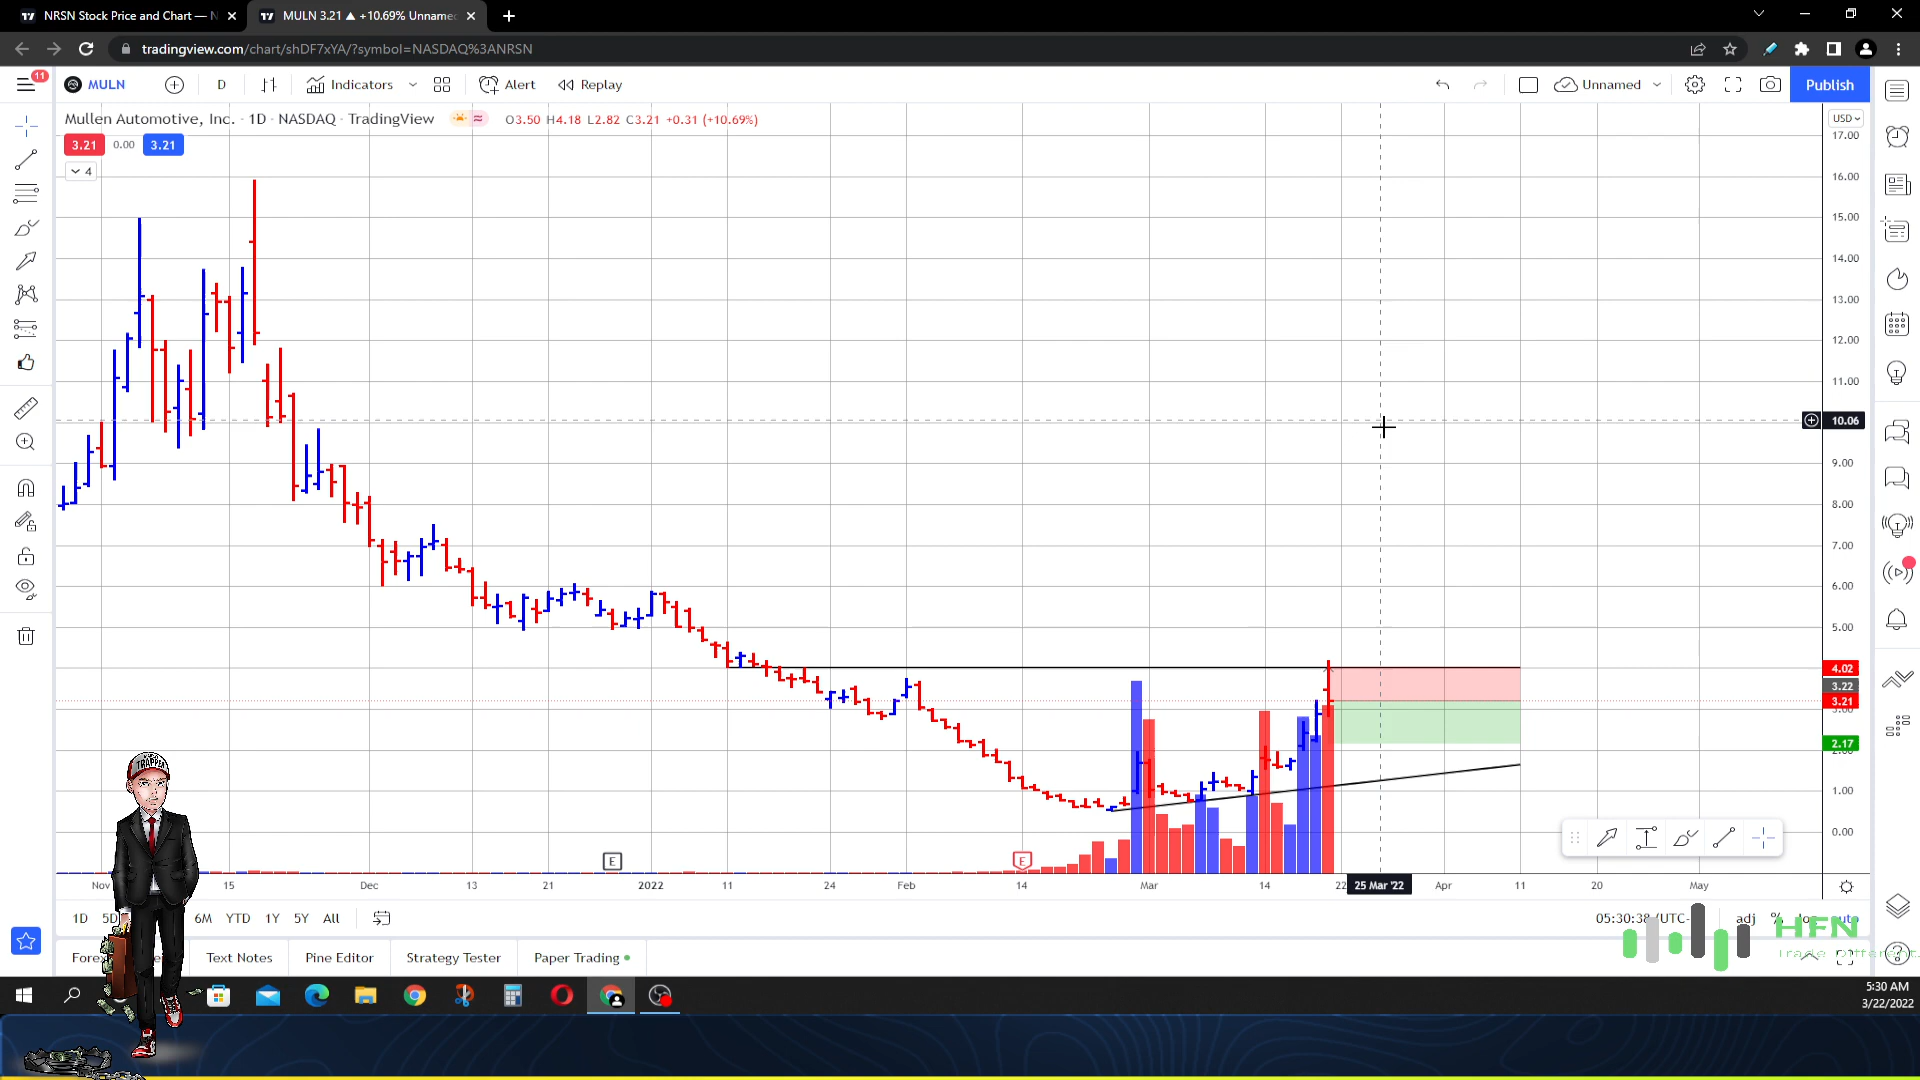 NRSN Stock Price and Chart — N
MULN 3.21 ▲ +10.69% Unname
tradingview.com/chart/shDF7xYA/?symbol=NASDAQ%3ANRSN
11
MULN
D
Indicators
Alert
Replay
Unnamed
Publish
Mullen Automotive, Inc. · 1D · NASDAQ · TradingView
O3.50 H4.18 L2.82 C3.21 +0.31 (+10.69%)
USD
3.21
0.00
3.21
4
17.00
16.00
15.00
14.00
13.00
12.00
11.00
10.06
9.00
8.00
7.00
6.00
5.00
4.02
3.22
3.21
2.17
1.00
0.00
E
E
Nov
15
Dec
13
21
2022
11
24
Feb
14
Mar
14
22
25 Mar '22
Apr
11
20
May
1D
5D
6M
YTD
1Y
5Y
All
05:30:38 (UTC-
adj
%
HFN
Trade Different.
Text Notes
Pine Editor
Strategy Tester
Paper Trading
TRAPPER
5:30 AM
3/22/2022